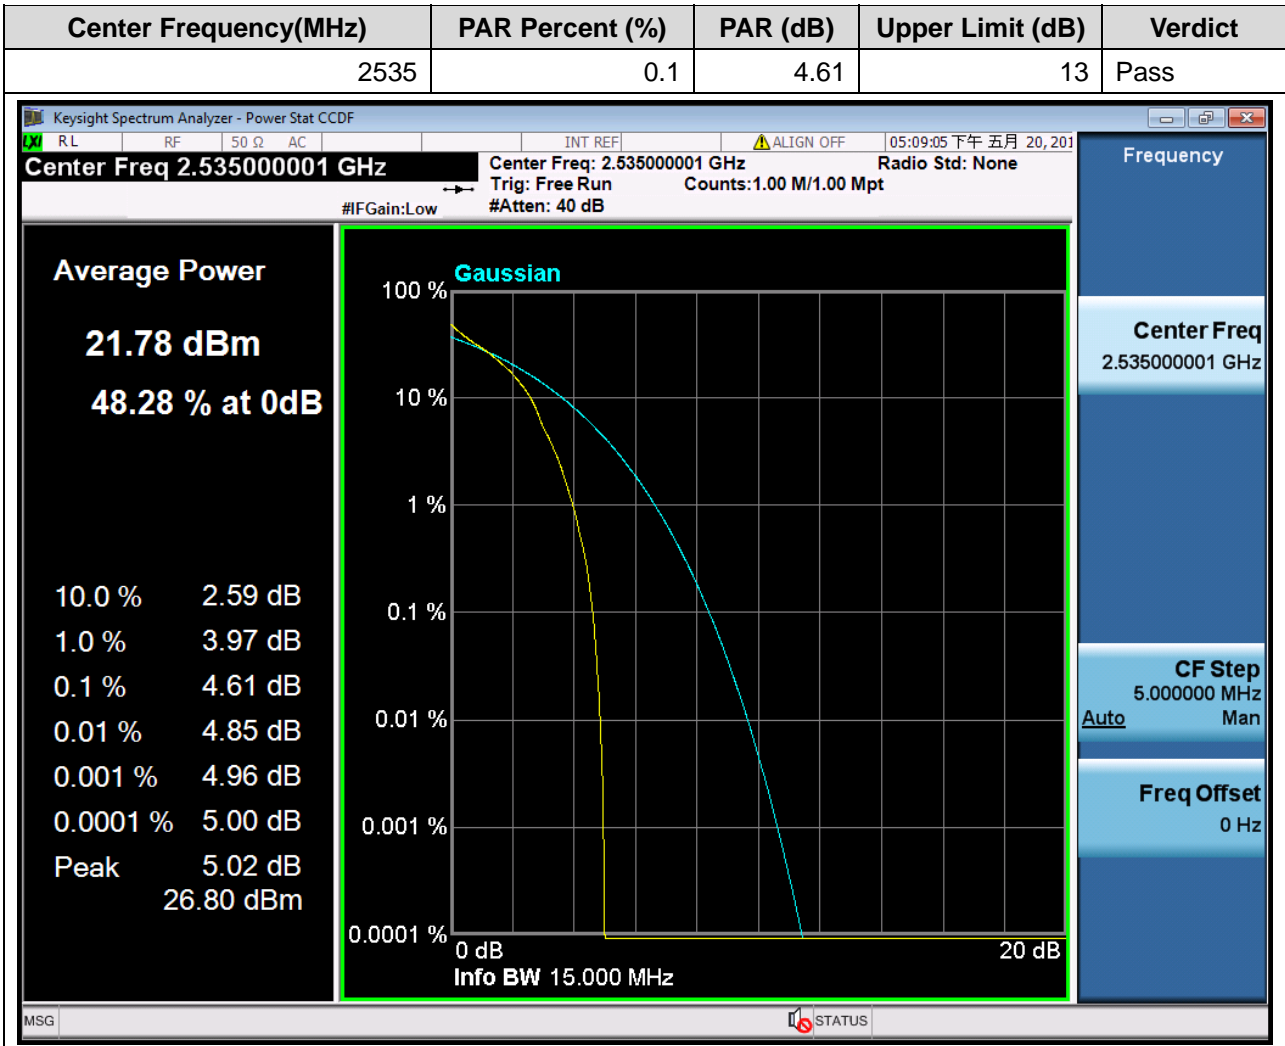 Center Frequency(MHz) PAR Percent (%) PAR (dB) Upper Limit (dB) Verdict
2535 0.1 4.61 13 Pass
Keysight Spectrum Analyzer - Power Stat CCDF
LXI RL RF 50 Ω AC INT REF ALIGN OFF 05:09:05 下午 五月 20, 201
Center Freq 2.535000001 GHz
Center Freq: 2.535000001 GHz Radio Std: None
Trig: Free Run Counts:1.00 M/1.00 Mpt
#IFGain:Low #Atten: 40 dB
Frequency
Average Power
21.78 dBm
48.28 % at 0dB
10.0 % 2.59 dB
1.0 % 3.97 dB
0.1 % 4.61 dB
0.01 % 4.85 dB
0.001 % 4.96 dB
0.0001 % 5.00 dB
Peak 5.02 dB
26.80 dBm
Gaussian
100 %
10 %
1 %
0.1 %
0.01 %
0.001 %
0.0001 %
0 dB 20 dB
Info BW 15.000 MHz
Center Freq
2.535000001 GHz
CF Step
5.000000 MHz
Auto Man
Freq Offset
0 Hz
MSG STATUS